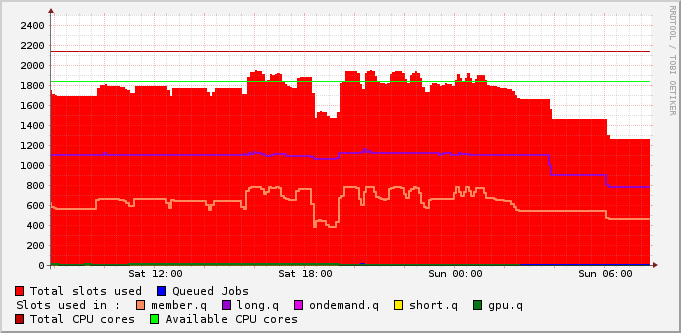 RRDTOOL / TOBI OETIKER
2400
2200
2000
1800
1600
1400
1200
1000
800
600
400
200
0
Sat 12:00 Sat 18:00 Sun 00:00 Sun 06:00
Total slots used Queued Jobs
Slots used in : member.q long.q ondemand.q short.q gpu.q
Total CPU cores Available CPU cores